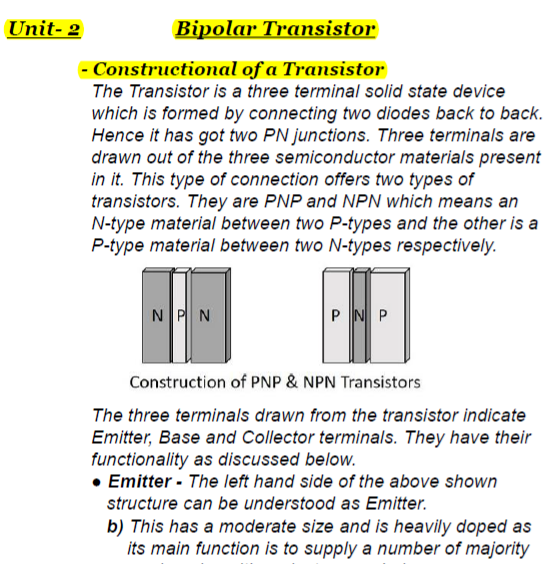 Unit- 2 Bipolar Transistor
- Constructional of a Transistor
The Transistor is a three terminal solid state device
which is formed by connecting two diodes back to back.
Hence it has got two PN junctions. Three terminals are
drawn out of the three semiconductor materials present
in it. This type of connection offers two types of
transistors. They are PNP and NPN which means an
N-type material between two P-types and the other is a
P-type material between two N-types respectively.
N P N P N P
Construction of PNP & NPN Transistors
The three terminals drawn from the transistor indicate
Emitter, Base and Collector terminals. They have their
functionality as discussed below.
● Emitter - The left hand side of the above shown
structure can be understood as Emitter.
b) This has a moderate size and is heavily doped as
its main function is to supply a number of majority